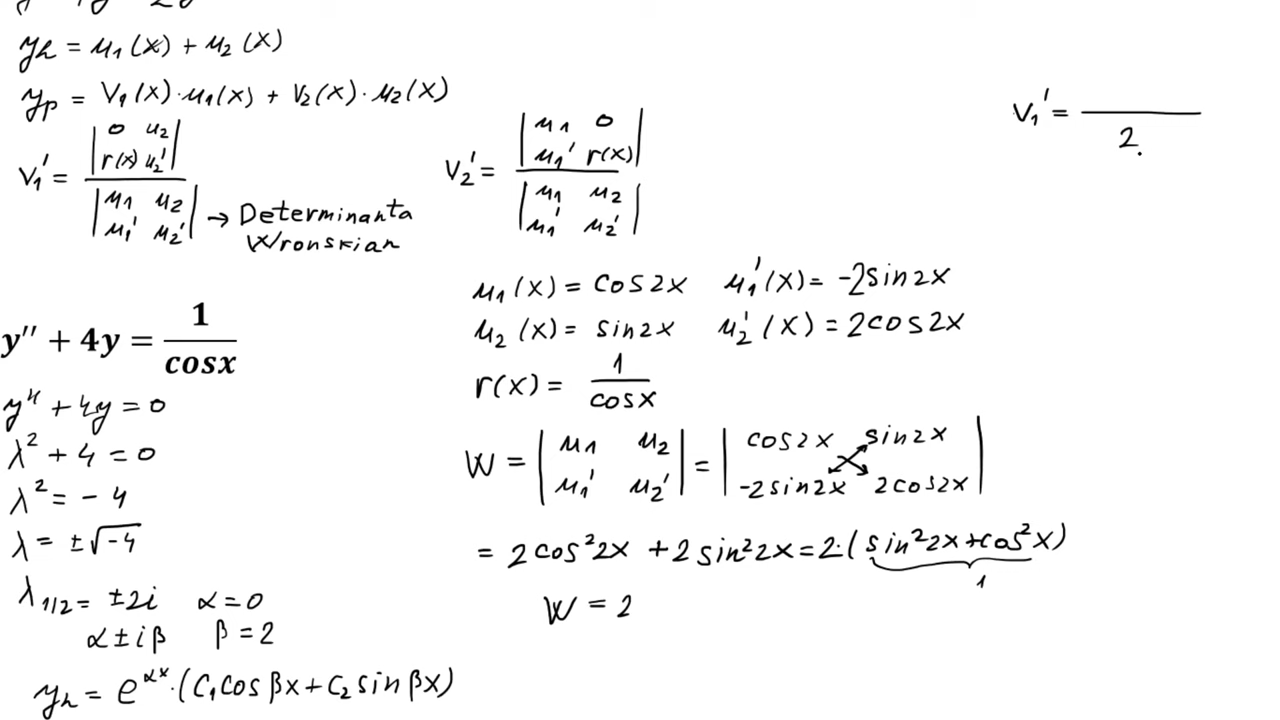 y_h = u₁(x) + u₂(x)
y_p = V₁(x)·u₁(x) + V₂(x)·u₂(x)
V₁' = |0 u₂; r(x) u₂'| / |u₁ u₂; u₁' u₂'| → Determinanta Wronskian
V₂' = |u₁ 0; u₁' r(x)| / |u₁ u₂; u₁' u₂'|
y'' + 4y = 1/cosx
y'' + 4y = 0
λ² + 4 = 0
λ² = - 4
λ = ±√-4
λ₁/₂ = ±2i α = 0
α ± iβ β = 2
y_h = e^αx · (C₁cosβx + C₂sinβx)
u₁(x) = cos2x u₁'(x) = -2sin2x
u₂(x) = sin2x u₂'(x) = 2cos2x
r(x) = 1/cosx
W = |u₁ u₂; u₁' u₂'| = |cos2x sin2x; -2sin2x 2cos2x|
= 2cos²2x + 2sin²2x = 2·(sin²2x+cos²x)
1
W = 2
V₁' = / 2.